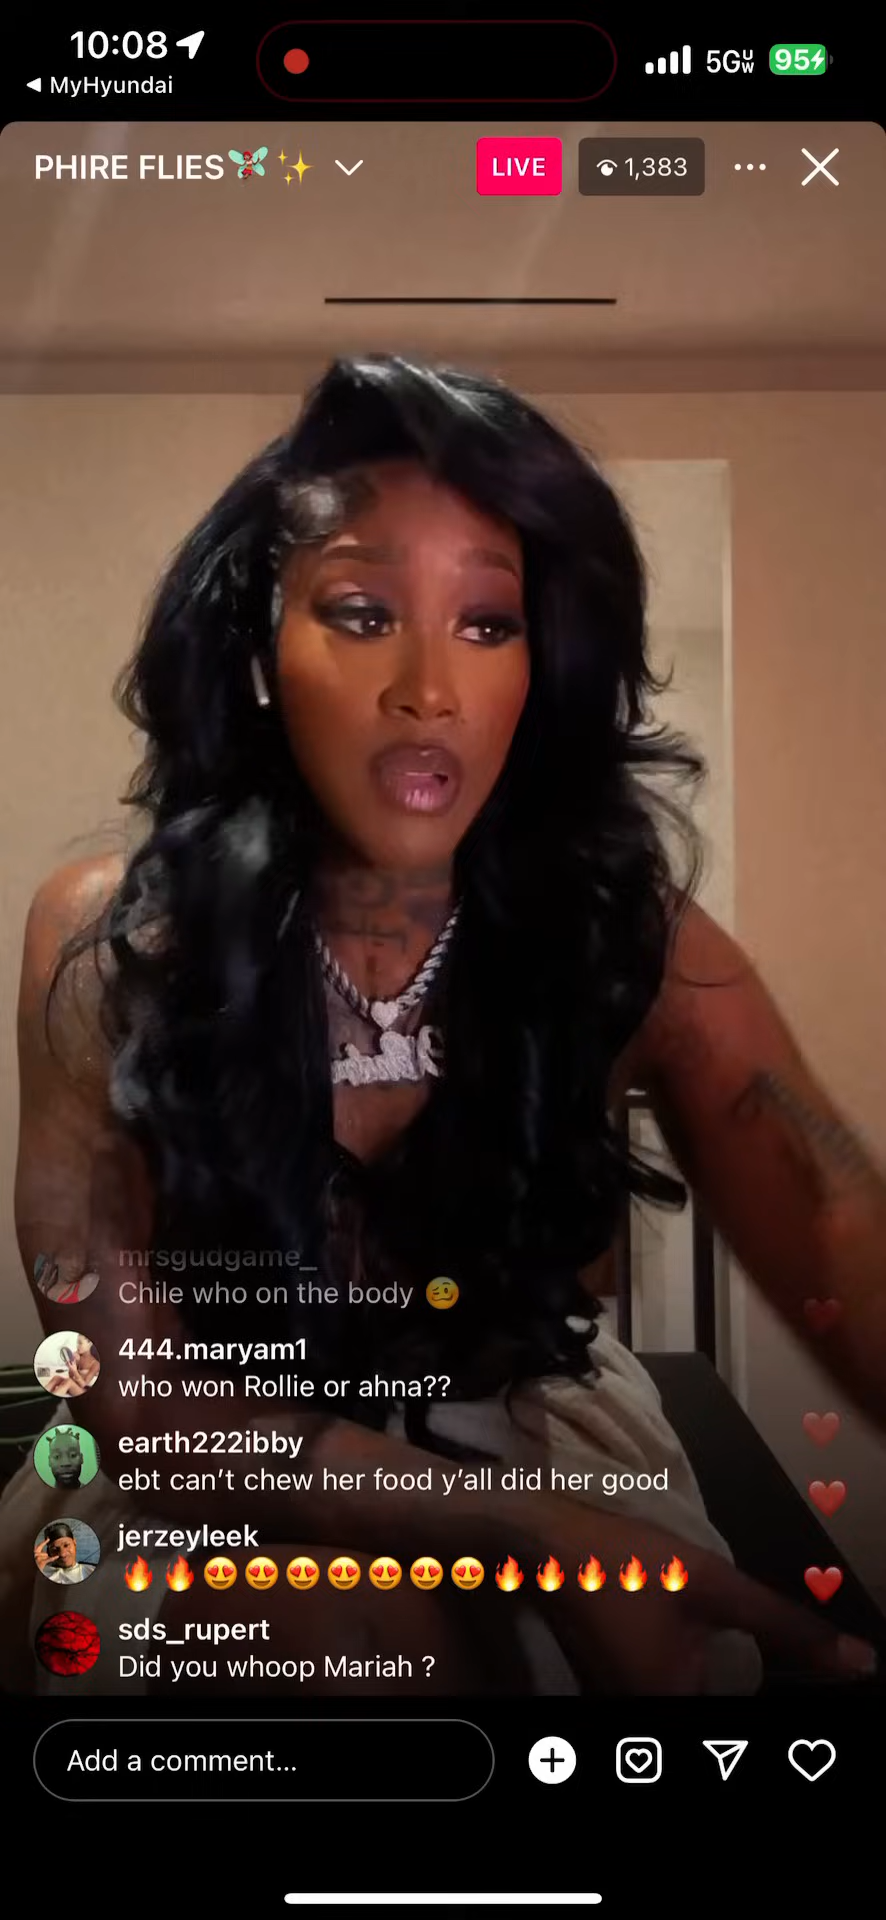 10:08
5GUW
95
MyHyundai
PHIRE FLIES🧚✨
LIVE
1,383
mrsgudgame_
Chile who on the body 🥴
444.maryam1
who won Rollie or ahna??
earth222ibby
ebt can’t chew her food y’all did her good
jerzeyleek
🔥🔥😍😍😍😍😍😍😍🔥🔥🔥🔥🔥
sds_rupert
Did you whoop Mariah ?
Add a comment...